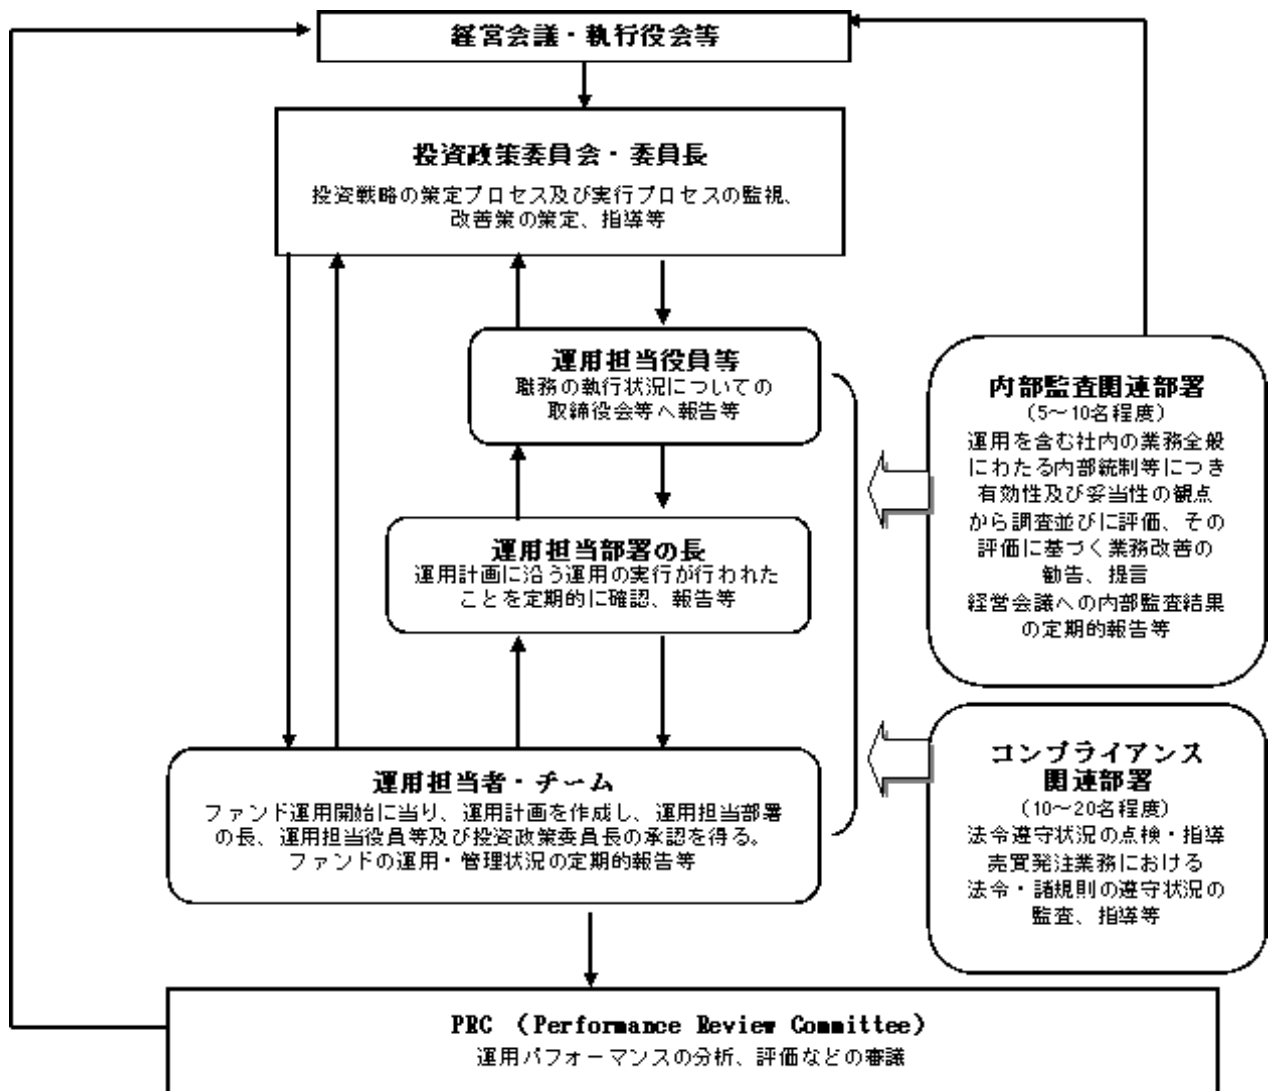 経営会議・執行役会等
投資政策委員会・委員長
投資戦略の策定プロセス及び実行プロセスの監視、
改善策の策定、指導等
運用担当役員等
職務の執行状況についての
取締役会等へ報告等
運用担当部署の長
運用計画に沿う運用の実行が行われた
ことを定期的に確認、報告等
運用担当者・チーム
ファンド運用開始に当り、運用計画を作成し、運用担当部署
の長、運用担当役員等及び投資政策委員長の承認を得る。
ファンドの運用・管理状況の定期的報告等
内部監査関連部署
(5～10名程度)
運用を含む社内の業務全般
にわたる内部統制等につき
有効性及び妥当性の観点
から調査並びに評価、その
評価に基づく業務改善の
勧告、提言
経営会議への内部監査結果
の定期的報告等
コンプライアンス
関連部署
(10～20名程度)
法令遵守状況の点検・指導
売買発注業務における
法令・諸規則の遵守状況の
監査、指導等
PRC （Performance Review Committee）
運用パフォーマンスの分析、評価などの審議